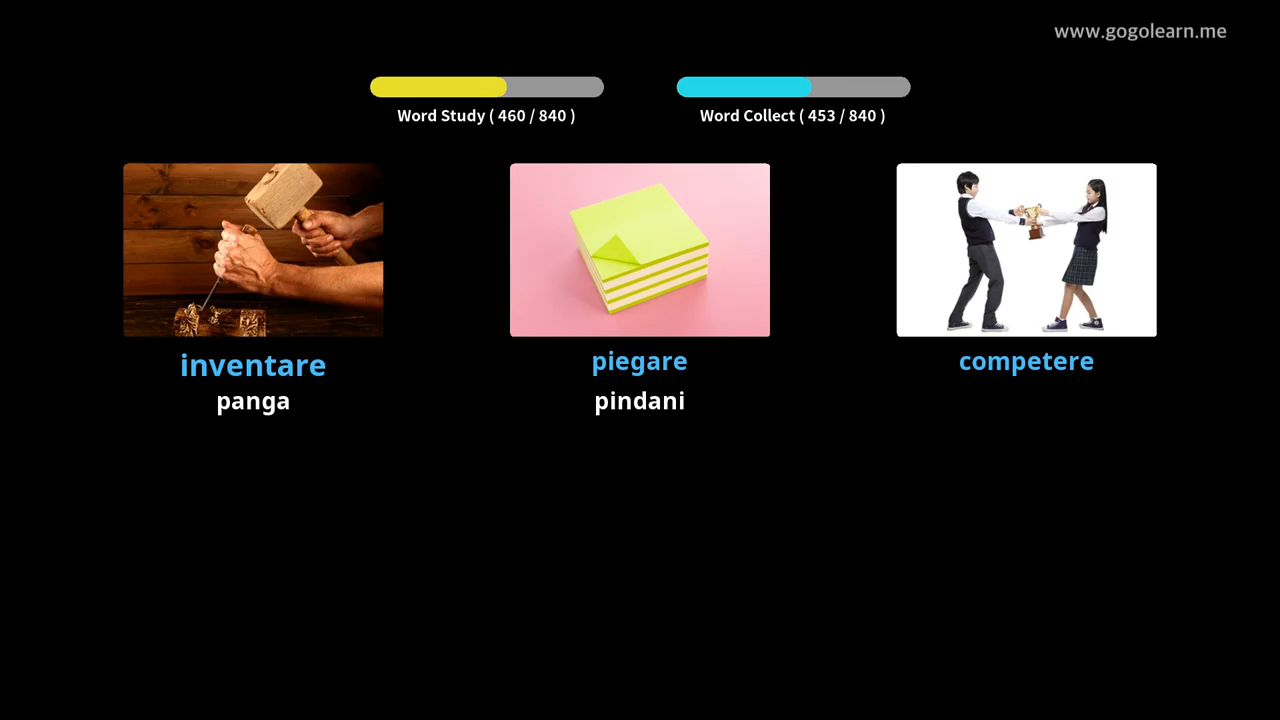 www.gogolearn.me
Word Study ( 460 / 840 )
Word Collect ( 453 / 840 )
inventare
panga
piegare
pindani
competere